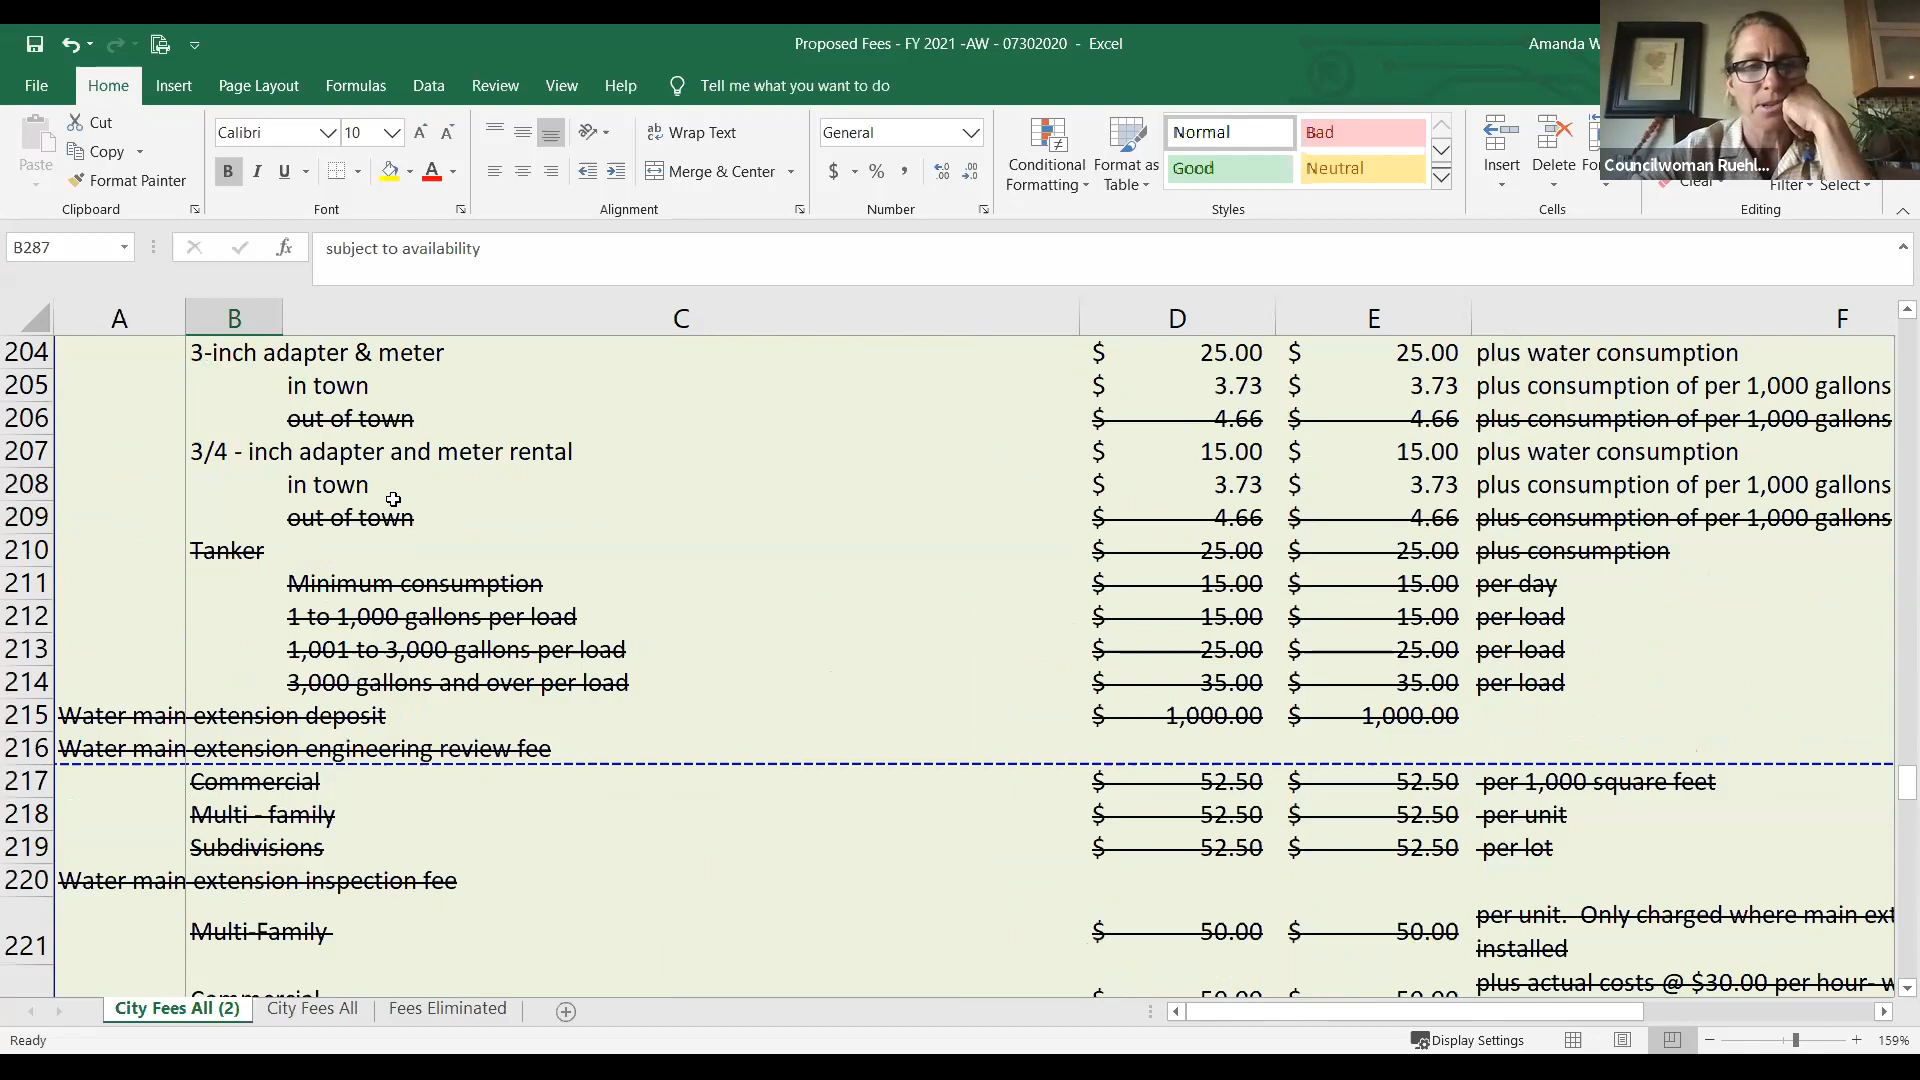 Proposed Fees - FY 2021 -AW - 07302020 - Excel
Amanda W
File Home Insert Page Layout Formulas Data Review View Help Tell me what you want to do
Paste
Cut
Copy
Format Painter
Clipboard
Calibri 10
B I U
Font
Wrap Text
Merge & Center
Alignment
General
$ % ,
Number
Conditional Formatting
Format as Table
Normal Bad
Good Neutral
Styles
Insert Delete
Cells
Clear
Filter Select
Editing
Councilwoman Ruehl...
B287 fx subject to availability
A B C D E F
204 3-inch adapter & meter $ 25.00 $ 25.00 plus water consumption
205 in town $ 3.73 $ 3.73 plus consumption of per 1,000 gallons
206 out of town $ 4.66 $ 4.66 plus consumption of per 1,000 gallons
207 3/4 - inch adapter and meter rental $ 15.00 $ 15.00 plus water consumption
208 in town $ 3.73 $ 3.73 plus consumption of per 1,000 gallons
209 out of town $ 4.66 $ 4.66 plus consumption of per 1,000 gallons
210 Tanker $ 25.00 $ 25.00 plus consumption
211 Minimum consumption $ 15.00 $ 15.00 per day
212 1 to 1,000 gallons per load $ 15.00 $ 15.00 per load
213 1,001 to 3,000 gallons per load $ 25.00 $ 25.00 per load
214 3,000 gallons and over per load $ 35.00 $ 35.00 per load
215 Water main extension deposit $ 1,000.00 $ 1,000.00
216 Water main extension engineering review fee
217 Commercial $ 52.50 $ 52.50 per 1,000 square feet
218 Multi - family $ 52.50 $ 52.50 per unit
219 Subdivisions $ 52.50 $ 52.50 per lot
220 Water main extension inspection fee
221 Multi-Family $ 50.00 $ 50.00 per unit. Only charged where main ext
installed
plus actual costs @ $30.00 per hour- w
City Fees All (2) City Fees All Fees Eliminated
Ready Display Settings 159%